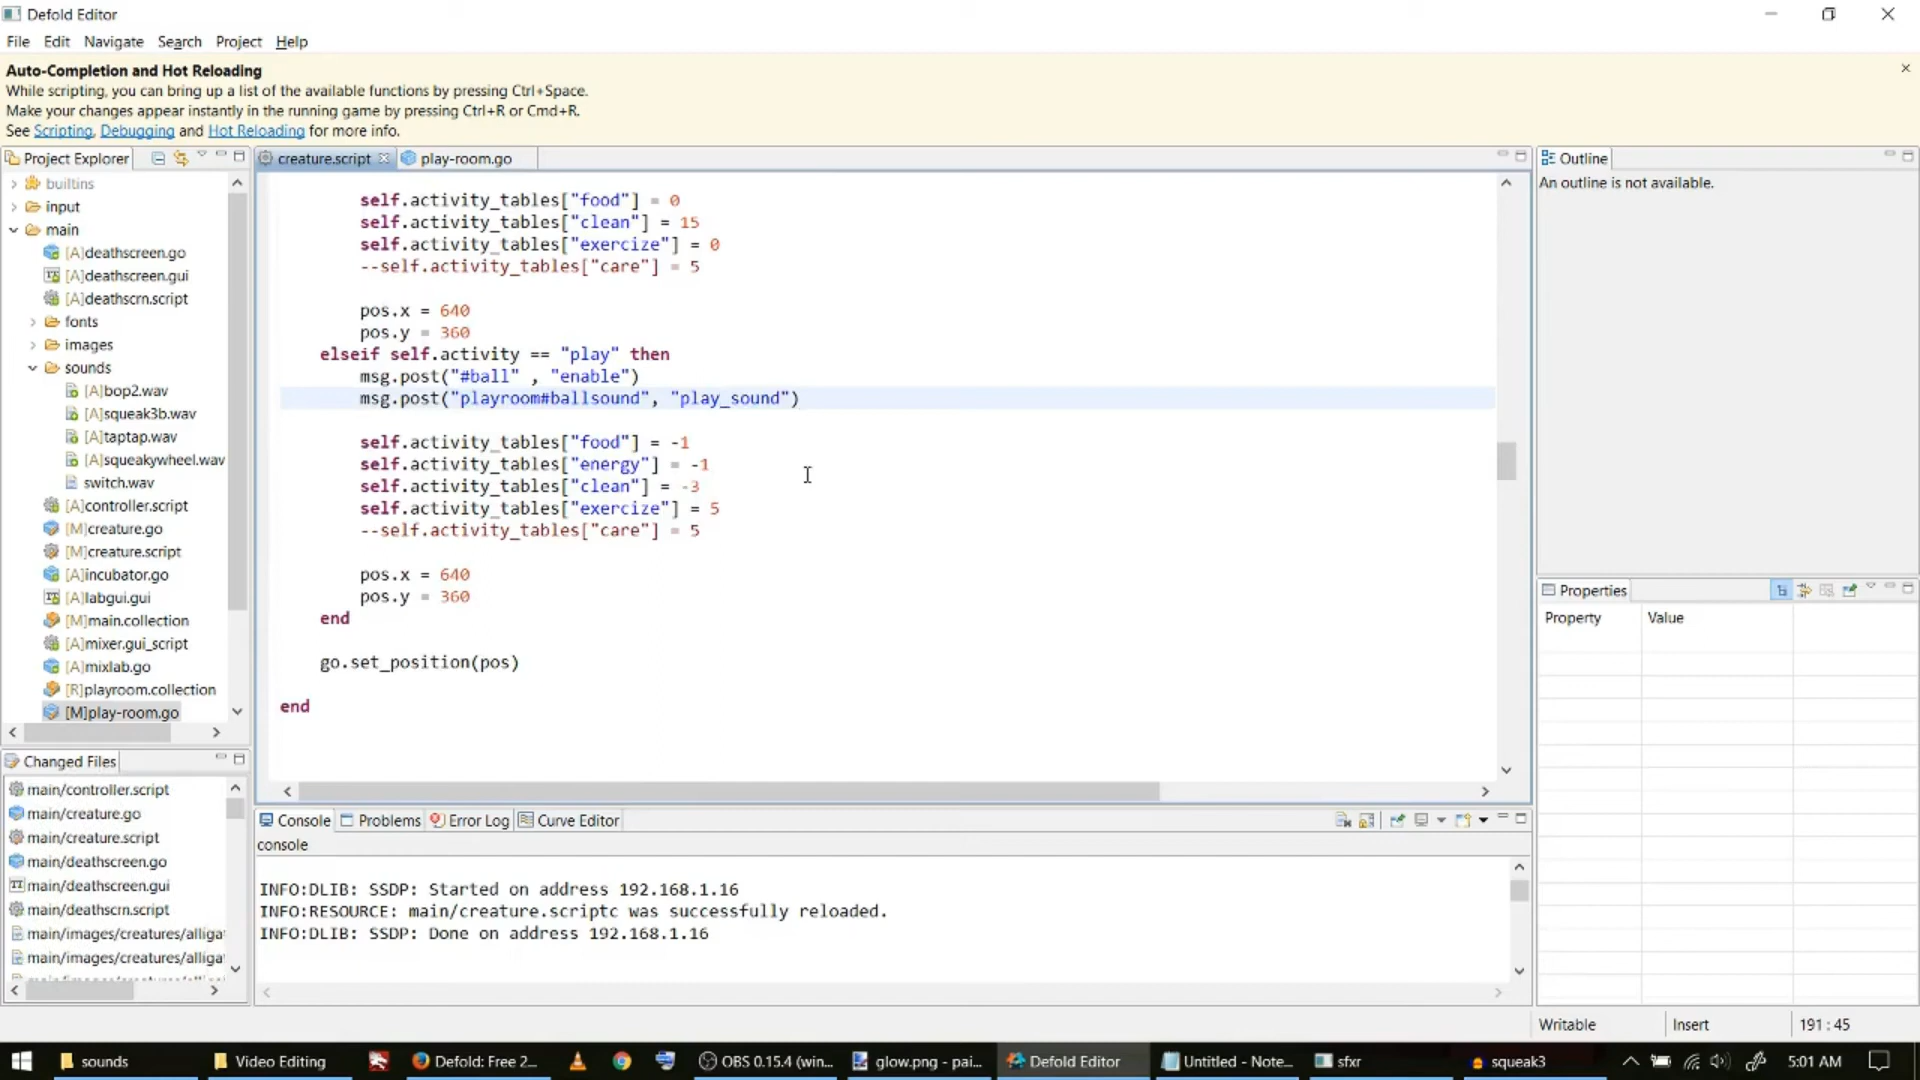 Defold Editor
File Edit Navigate Search Project Help
Auto-Completion and Hot Reloading
While scripting, you can bring up a list of the available functions by pressing Ctrl+Space.
Make your changes appear instantly in the running game by pressing Ctrl+R or Cmd+R.
See Scripting, Debugging and Hot Reloading for more info.
Project Explorer
builtins
input
main
[A]deathscreen.go
[A]deathscreen.gui
[A]deathscrn.script
fonts
images
sounds
[A]bop2.wav
[A]squeak3b.wav
[A]taptap.wav
[A]squeakywheel.wav
switch.wav
[A]controller.script
[M]creature.go
[M]creature.script
[A]incubator.go
[A]labgui.gui
[M]main.collection
[A]mixer.gui_script
[A]mixlab.go
[R]playroom.collection
[M]play-room.go
Changed Files
main/controller.script
main/creature.go
main/creature.script
main/deathscreen.go
main/deathscreen.gui
main/deathscrn.script
main/images/creatures/alliga
main/images/creatures/alliga
creature.script play-room.go
self.activity_tables["food"] = 0
self.activity_tables["clean"] = 15
self.activity_tables["exercize"] = 0
--self.activity_tables["care"] = 5
pos.x = 640
pos.y = 360
elseif self.activity == "play" then
msg.post("#ball" , "enable")
msg.post("playroom#ballsound", "play_sound")
self.activity_tables["food"] = -1
self.activity_tables["energy"] = -1
self.activity_tables["clean"] = -3
self.activity_tables["exercize"] = 5
--self.activity_tables["care"] = 5
pos.x = 640
pos.y = 360
end
go.set_position(pos)
end
Console Problems Error Log Curve Editor
console
INFO:DLIB: SSDP: Started on address 192.168.1.16
INFO:RESOURCE: main/creature.scriptc was successfully reloaded.
INFO:DLIB: SSDP: Done on address 192.168.1.16
Outline
An outline is not available.
Properties
Property Value
Writable Insert 191 : 45
sounds Video Editing Defold: Free 2... OBS 0.15.4 (win... glow.png - pai... Defold Editor Untitled - Note... sfxr squeak3 5:01 AM